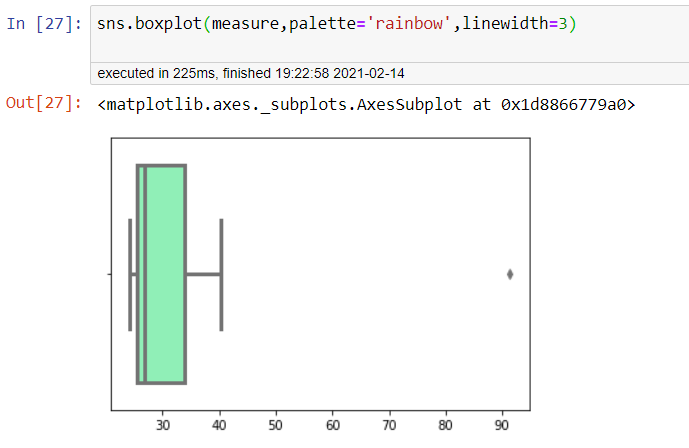 In [27]: sns.boxplot(measure,palette='rainbow',linewidth=3)
executed in 225ms, finished 19:22:58 2021-02-14
Out[27]: <matplotlib.axes._subplots.AxesSubplot at 0x1d8866779a0>
30 40 50 60 70 80 90